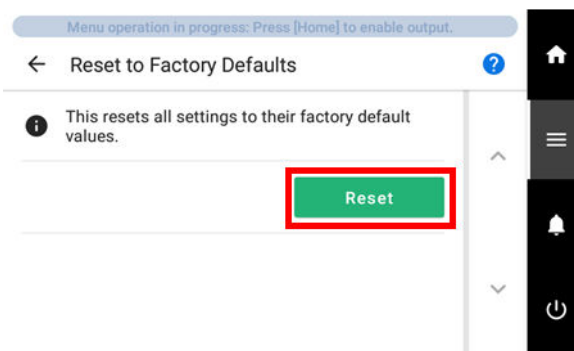 Menu operation in progress: Press [Home] to enable output.
Reset to Factory Defaults
?
This resets all settings to their factory default
values.
Reset